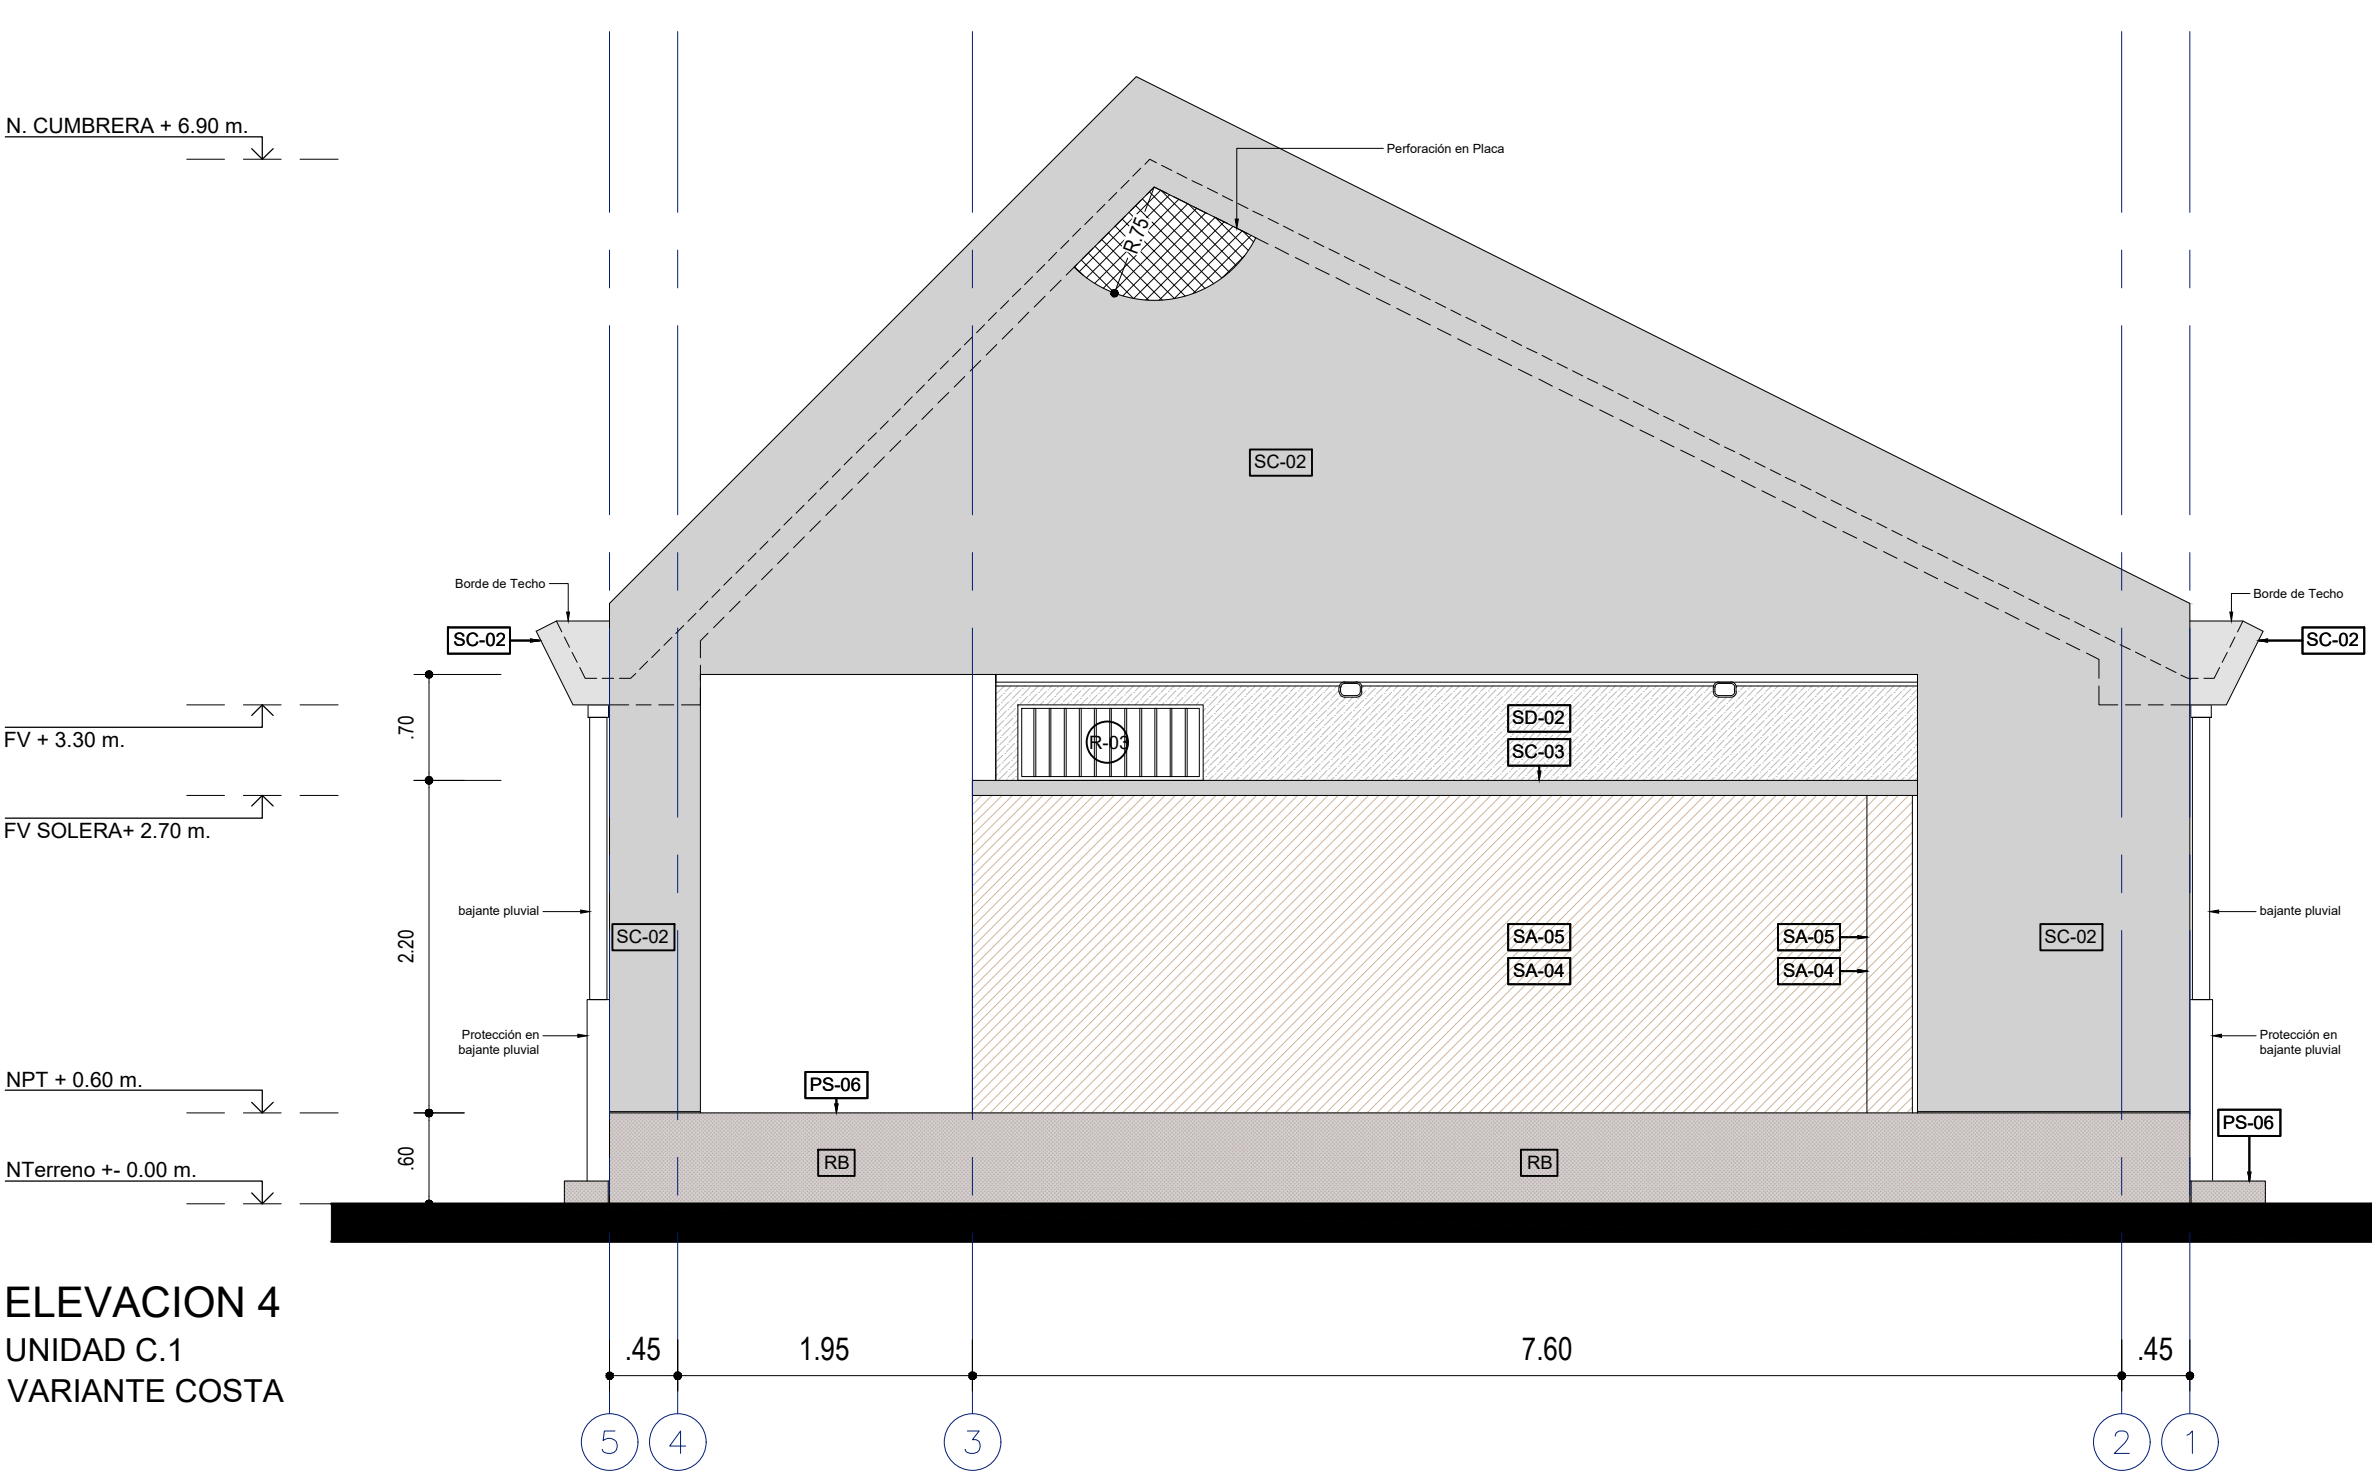 N. CUMBRERA + 6.90 m.
Perforación en Placa
R.75
SC-02
Borde de Techo
Borde de Techo
SC-02
SC-02
.70
FV + 3.30 m.
R-03
SD-02
SC-03
FV SOLERA+ 2.70 m.
bajante pluvial
bajante pluvial
2.20
SC-02
SA-05
SA-05
SC-02
SA-04
SA-04
Protección en
bajante pluvial
Protección en
bajante pluvial
NPT + 0.60 m.
PS-06
PS-06
.60
RB
RB
NTerreno +- 0.00 m.
ELEVACION 4
UNIDAD C.1
VARIANTE COSTA
.45
1.95
7.60
.45
5
4
3
2
1